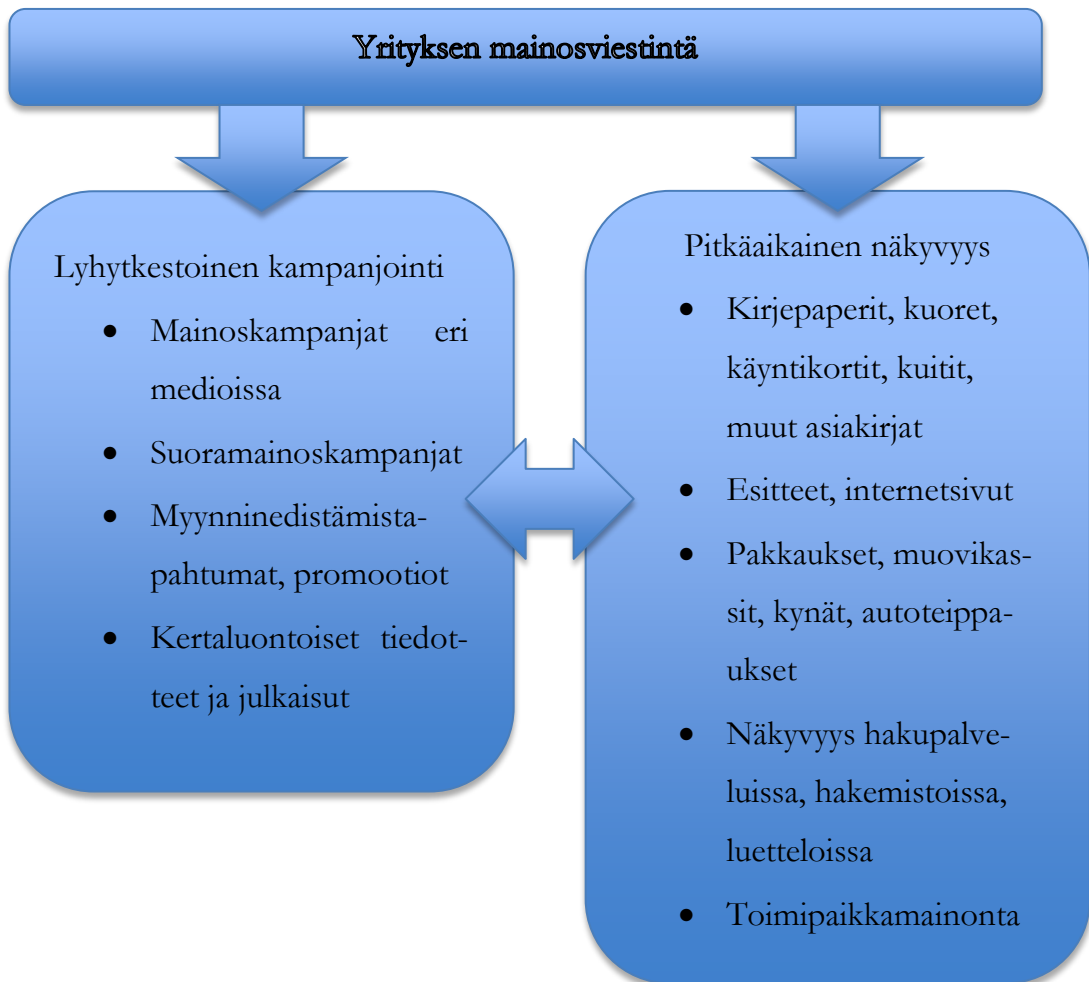 Yrityksen mainosviestintä
Lyhytkestoinen kampanjointi
• Mainoskampanjat eri
medioissa
• Suoramainoskampanjat
• Myynninedistämista-
pahtumat, promootiot
• Kertaluontoiset tiedot-
teet ja julkaisut
Pitkäaikainen näkyvyys
• Kirjepaperit, kuoret,
käyntikortit, kuitit,
muut asiakirjat
• Esitteet, internetsivut
• Pakkaukset, muovikas-
sit, kynät, autoteippa-
ukset
• Näkyvyys hakupalve-
luissa, hakemistoissa,
luetteloissa
• Toimipaikkamainonta